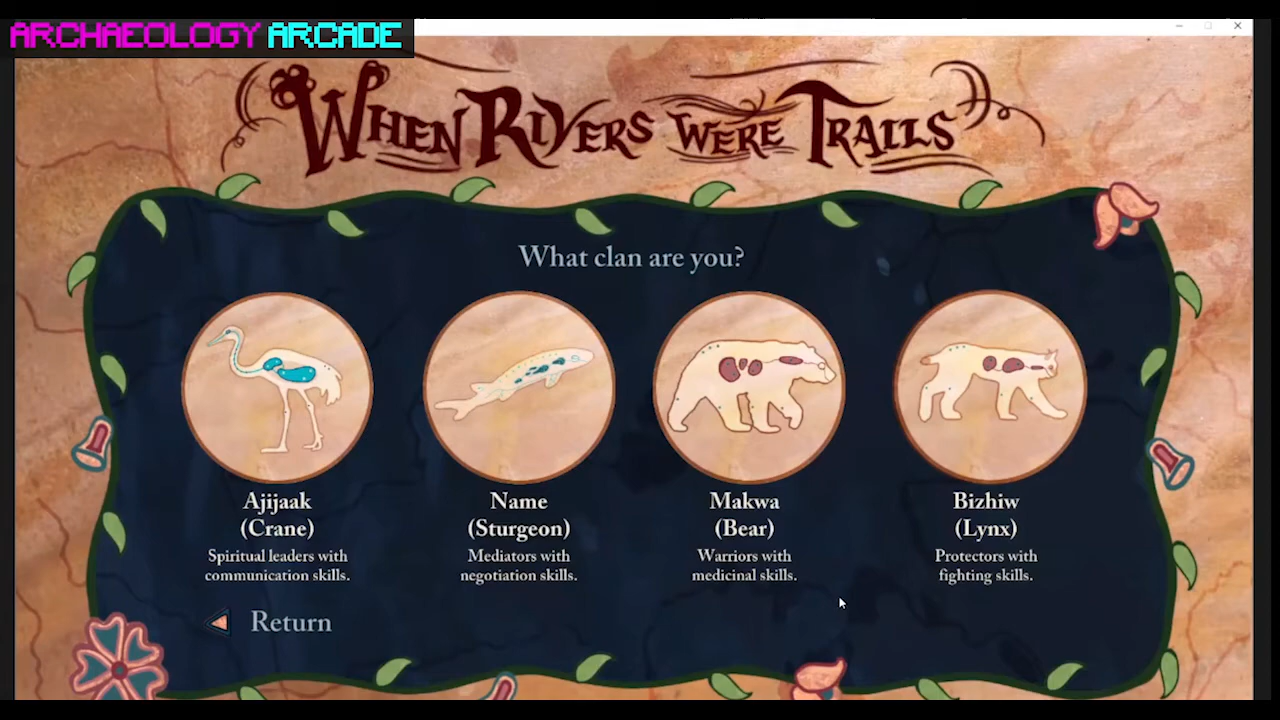 ARCHAEOLOGY ARCADE
WHEN RIVERS WERE TRAILS
What clan are you?
Ajijaak
(Crane)
Spiritual leaders with
communication skills.
Name
(Sturgeon)
Mediators with
negotiation skills.
Makwa
(Bear)
Warriors with
medicinal skills.
Bizhiw
(Lynx)
Protectors with
fighting skills.
Return